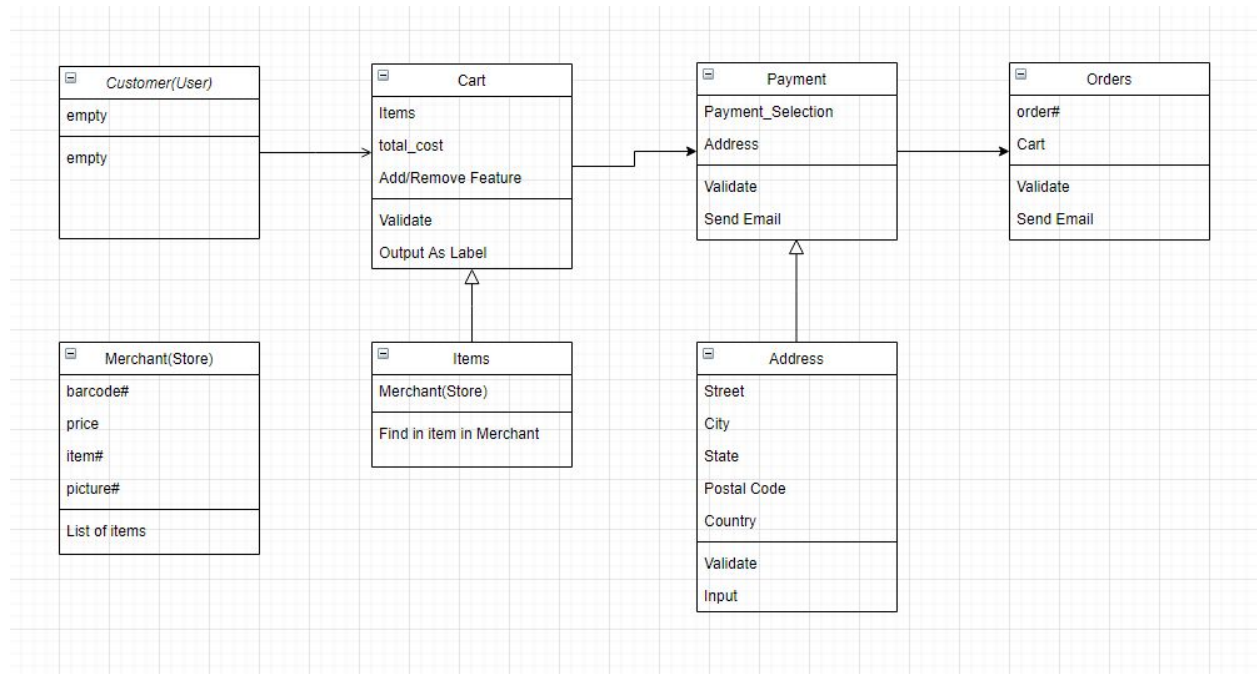 Customer(User)
empty
empty
Cart
Items
total_cost
Add/Remove Feature
Validate
Output As Label
Payment
Payment_Selection
Address
Validate
Send Email
Orders
order#
Cart
Validate
Send Email
Merchant(Store)
barcode#
price
item#
picture#
List of items
Items
Merchant(Store)
Find in item in Merchant
Address
Street
City
State
Postal Code
Country
Validate
Input